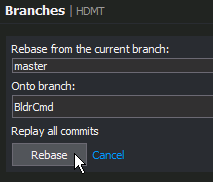 Branches | HDMT
Rebase from the current branch:
master
Onto branch:
BldrCmd
Replay all commits
Rebase Cancel